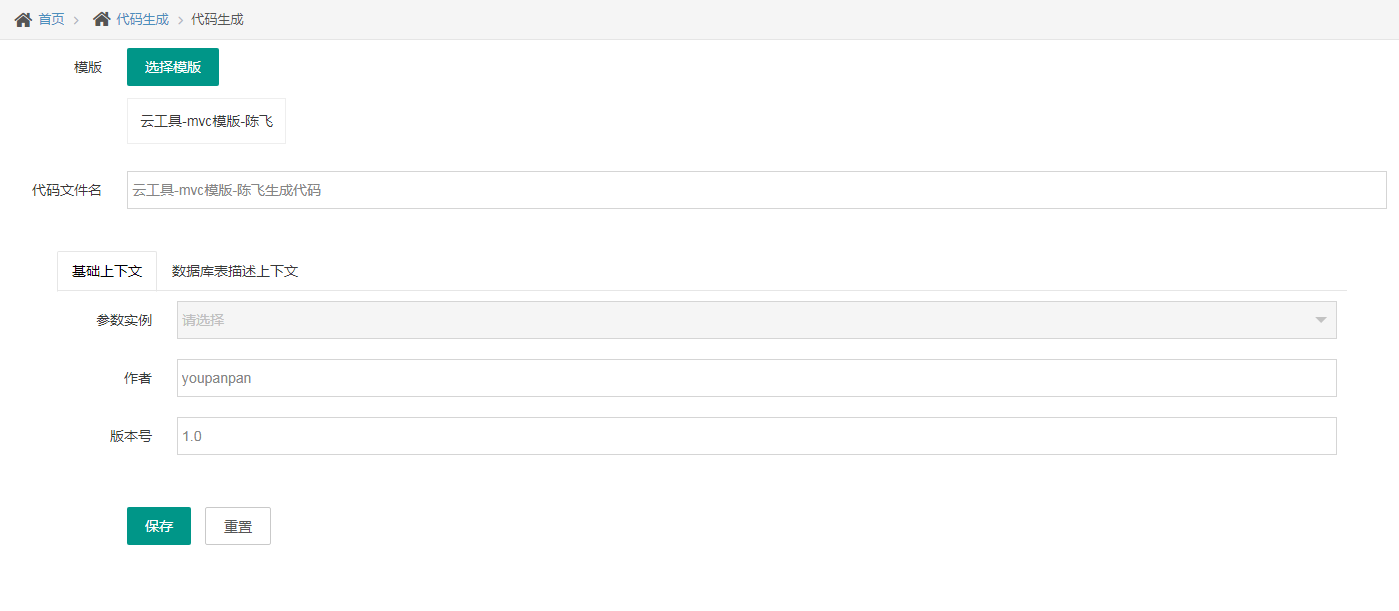 首页 > 代码生成 > 代码生成
模版 选择模版
云工具-mvc模版-陈飞
代码文件名 云工具-mvc模版-陈飞生成代码
基础上下文 数据库表描述上下文
参数实例 请选择
作者 youpanpan
版本号 1.0
保存 重置